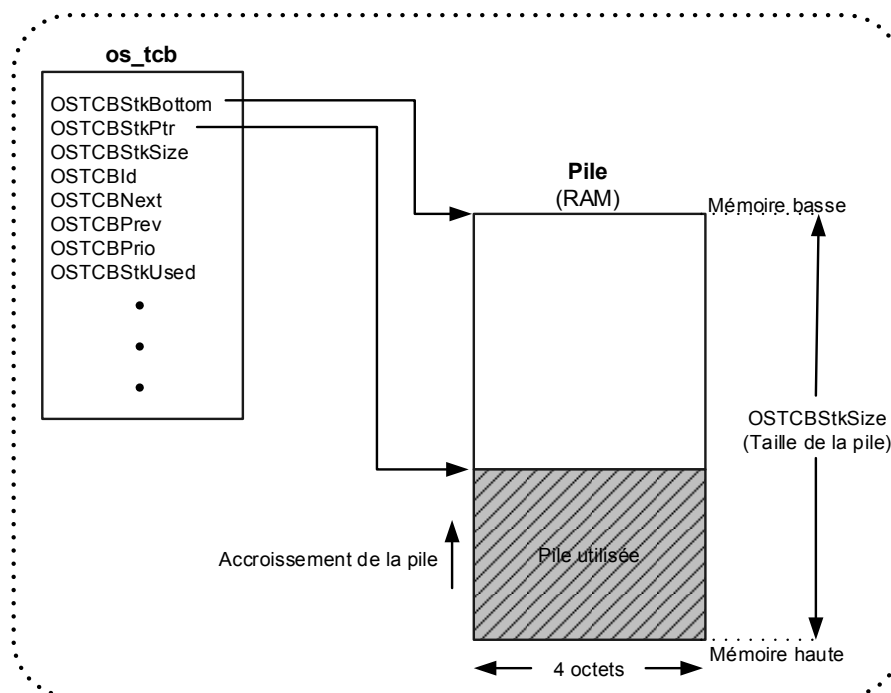 os_tcb
OSTCBStkBottom
OSTCBStkPtr
OSTCBStkSize
OSTCBId
OSTCBNext
OSTCBPrev
OSTCBPrio
OSTCBStkUsed
Pile
(RAM)
Mémoire basse
OSTCBStkSize
(Taille de la pile)
Accroissement de la pile
Pile utilisée
Mémoire haute
4 octets